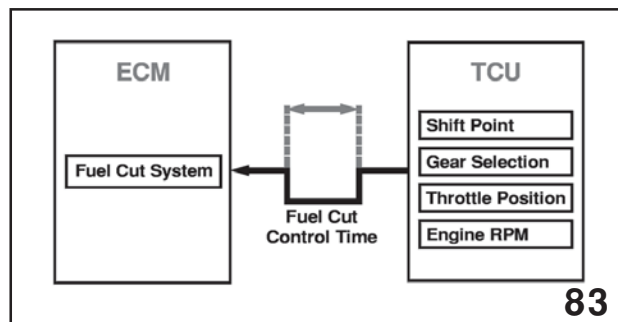 ECM
TCU
Fuel Cut System
Fuel Cut
Control Time
Shift Point
Gear Selection
Throttle Position
Engine RPM
83